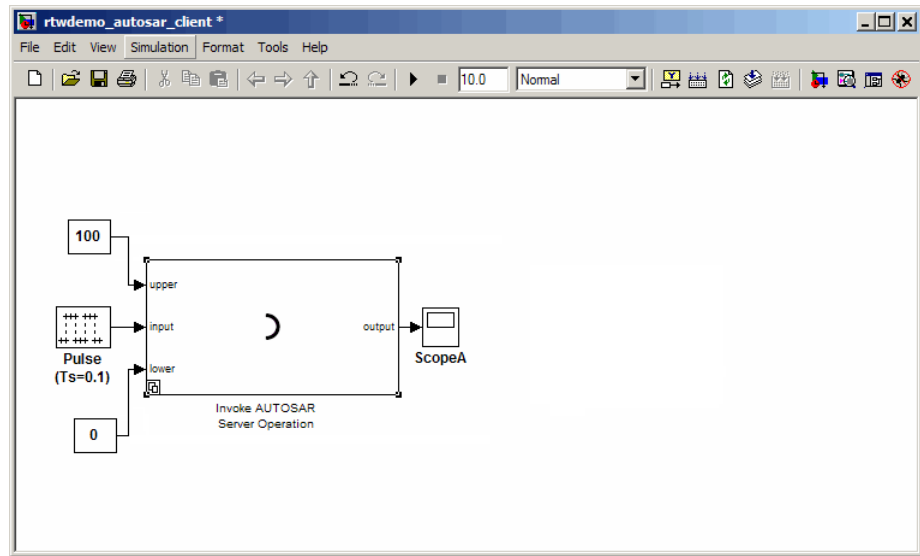 rtwdemo_autosar_client *
File Edit View Simulation Format Tools Help
10.0 Normal
100
upper
input output
Pulse
(Ts=0.1)
ScopeA
lower
Invoke AUTOSAR
Server Operation
0